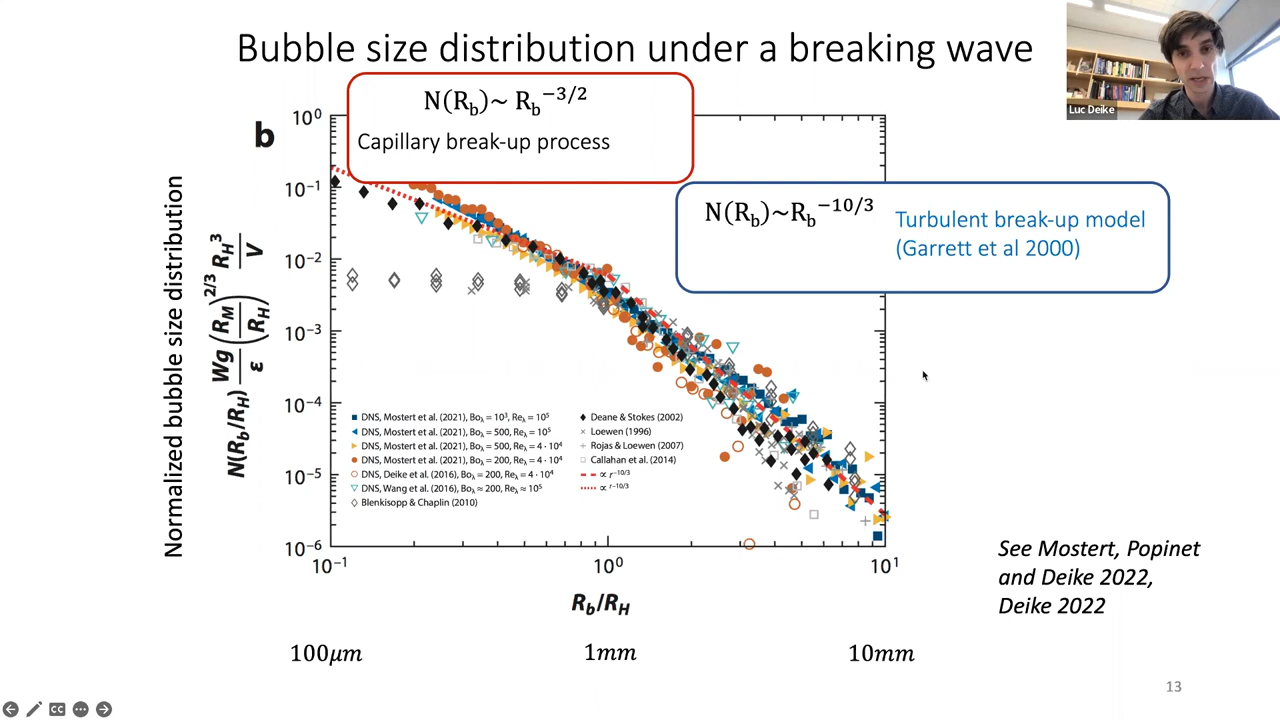 Bubble size distribution under a breaking wave
Luc Deike
N(R_b)~ R_b^−3/2
Capillary break-up process
N(R_b)~R_b^−10/3
Turbulent break-up model
(Garrett et al 2000)
b
Normalized bubble size distribution
N(R_b/R_H) Wg/ε (R_M/R_H)^2/3 R_H^3/V
10^0
10^−1
10^−2
10^−3
10^−4
10^−5
10^−6
DNS, Mostert et al. (2021), Bo_λ = 10^3, Re_λ = 10^5
DNS, Mostert et al. (2021), Bo_λ = 500, Re_λ = 10^5
DNS, Mostert et al. (2021), Bo_λ = 500, Re_λ = 4 · 10^4
DNS, Mostert et al. (2021), Bo_λ = 200, Re_λ = 4 · 10^4
DNS, Deike et al. (2016), Bo_λ = 200, Re_λ = 4 · 10^4
DNS, Wang et al. (2016), Bo_λ ≈ 200, Re_λ ≈ 10^5
Blenkisopp & Chaplin (2010)
Deane & Stokes (2002)
Loewen (1996)
Rojas & Loewen (2007)
Callahan et al. (2014)
∝ r^−10/3
∝ r^−10/3
10^−1
10^0
10^1
R_b/R_H
100μm
1mm
10mm
See Mostert, Popinet
and Deike 2022,
Deike 2022
13
CC